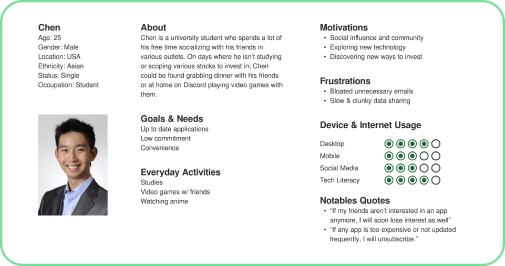 Chen
Age: 25
Gender: Male
Location: USA
Ethnicity: Asian
Status: Single
Occupation: Student
About
Chen is a university student who spends a lot of
his free time socializing with his friends in
various outlets. On days where he isn't studying
or scoping various stocks to invest in; Chen
could be found grabbing dinner with his friends
or at home on Discord playing video games with
them.
Goals & Needs
Up to date applications
Low commitment
Convenience
Everyday Activities
Studies
Video games w/ friends
Watching anime
Motivations
• Social influence and community
• Exploring new technology
• Discovering new ways to invest
Frustrations
• Bloated unnecessary emails
• Slow & clunky data sharing
Device & Internet Usage
Desktop
Mobile
Social Media
Tech Literacy
Notables Quotes
• "If my friends aren't interested in an app
anymore, I will soon lose interest as well"
• "If any app is too expensive or not updated
frequently, I will unsubscribe."